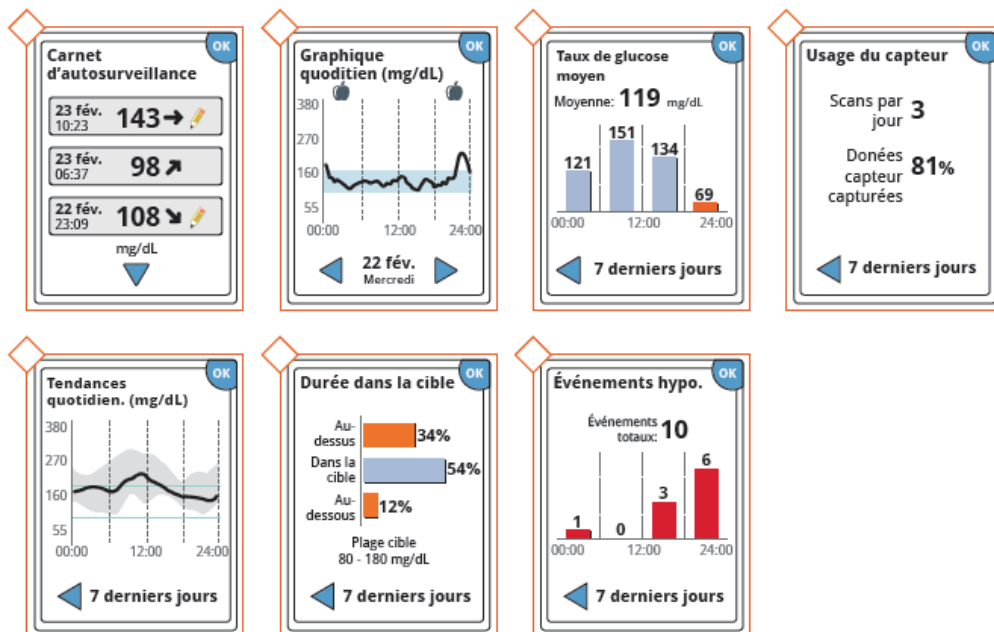 OK
Carnet
d'autosurveillance
23 fév.
10:23
143
23 fév.
06:37
98
22 fév.
23:09
108
mg/dL
OK
Graphique
quoditien (mg/dL)
380
270
160
55
00:00 12:00 24:00
22 fév.
Mercredi
OK
Taux de glucose
moyen
Moyenne: 119 mg/dL
121 151 134 69
00:00 12:00 24:00
7 derniers jours
OK
Usage du capteur
Scans par
jour 3
Donées
capteur
capturées
81%
7 derniers jours
OK
Tendances
quotidien. (mg/dL)
380
270
160
55
00:00 12:00 24:00
7 derniers jours
OK
Durée dans la cible
Au-
dessus
34%
Dans la
cible
54%
Au-
dessous
12%
Plage cible
80 - 180 mg/dL
7 derniers jours
OK
Événements hypo.
Événements
totaux: 10
1 0 3 6
00:00 12:00 24:00
7 derniers jours